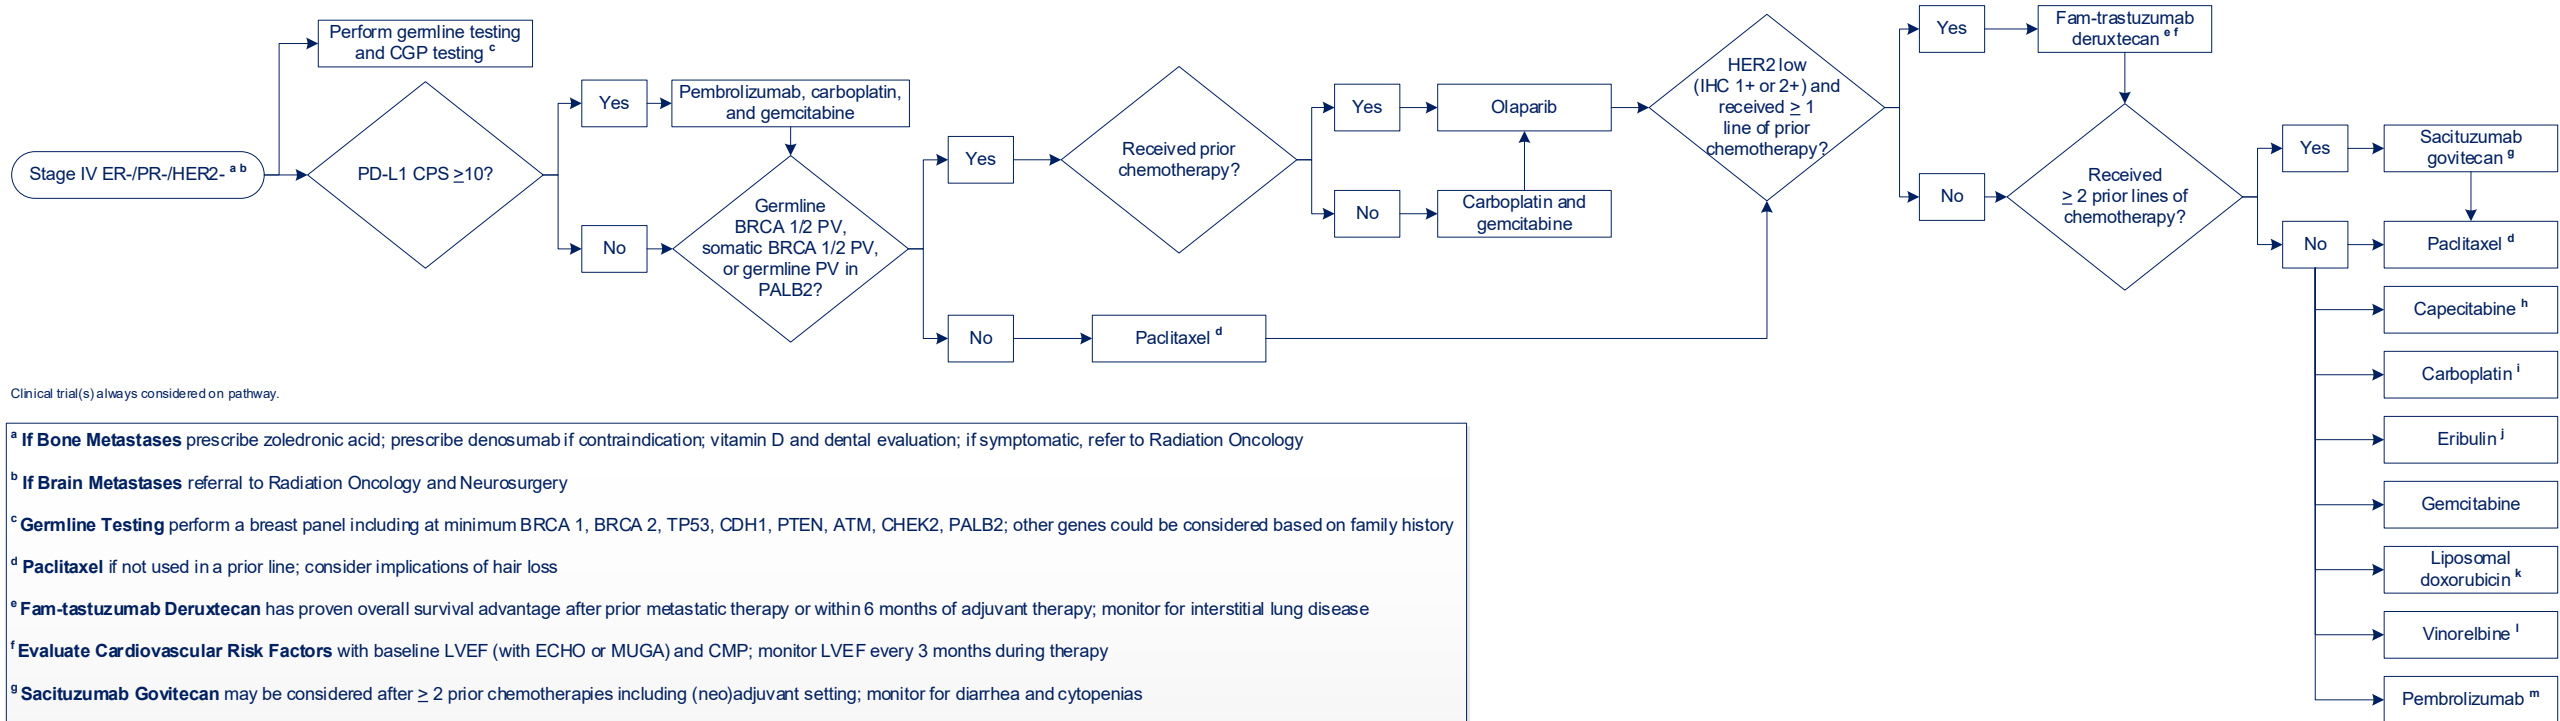 Perform germline testing
and CGP testing c
Stage IV ER-/PR-/HER2- a b
PD-L1 CPS ≥10?
Yes
No
Pembrolizumab, carboplatin,
and gemcitabine
Germline
BRCA 1/2 PV,
somatic BRCA 1/2 PV,
or germline PV in
PALB2?
Yes
No
Received prior
chemotherapy?
Paclitaxel d
Yes
No
Olaparib
Carboplatin and
gemcitabine
HER2 low
(IHC 1+ or 2+) and
received ≥ 1
line of prior
chemotherapy?
Yes
No
Fam-trastuzumab
deruxtecan e f
Received
≥ 2 prior lines of
chemotherapy?
Yes
No
Sacituzumab
govitecan g
Paclitaxel d
Capecitabine h
Carboplatin i
Eribulin j
Gemcitabine
Liposomal
doxorubicin k
Vinorelbine l
Pembrolizumab m
Clinical trial(s) always considered on pathway.
a If Bone Metastases prescribe zoledronic acid; prescribe denosumab if contraindication; vitamin D and dental evaluation; if symptomatic, refer to Radiation Oncology
b If Brain Metastases referral to Radiation Oncology and Neurosurgery
c Germline Testing perform a breast panel including at minimum BRCA 1, BRCA 2, TP53, CDH1, PTEN, ATM, CHEK2, PALB2; other genes could be considered based on family history
d Paclitaxel if not used in a prior line; consider implications of hair loss
e Fam-tastuzumab Deruxtecan has proven overall survival advantage after prior metastatic therapy or within 6 months of adjuvant therapy; monitor for interstitial lung disease
f Evaluate Cardiovascular Risk Factors with baseline LVEF (with ECHO or MUGA) and CMP; monitor LVEF every 3 months during therapy
g Sacituzumab Govitecan may be considered after ≥ 2 prior chemotherapies including (neo)adjuvant setting; monitor for diarrhea and cytopenias